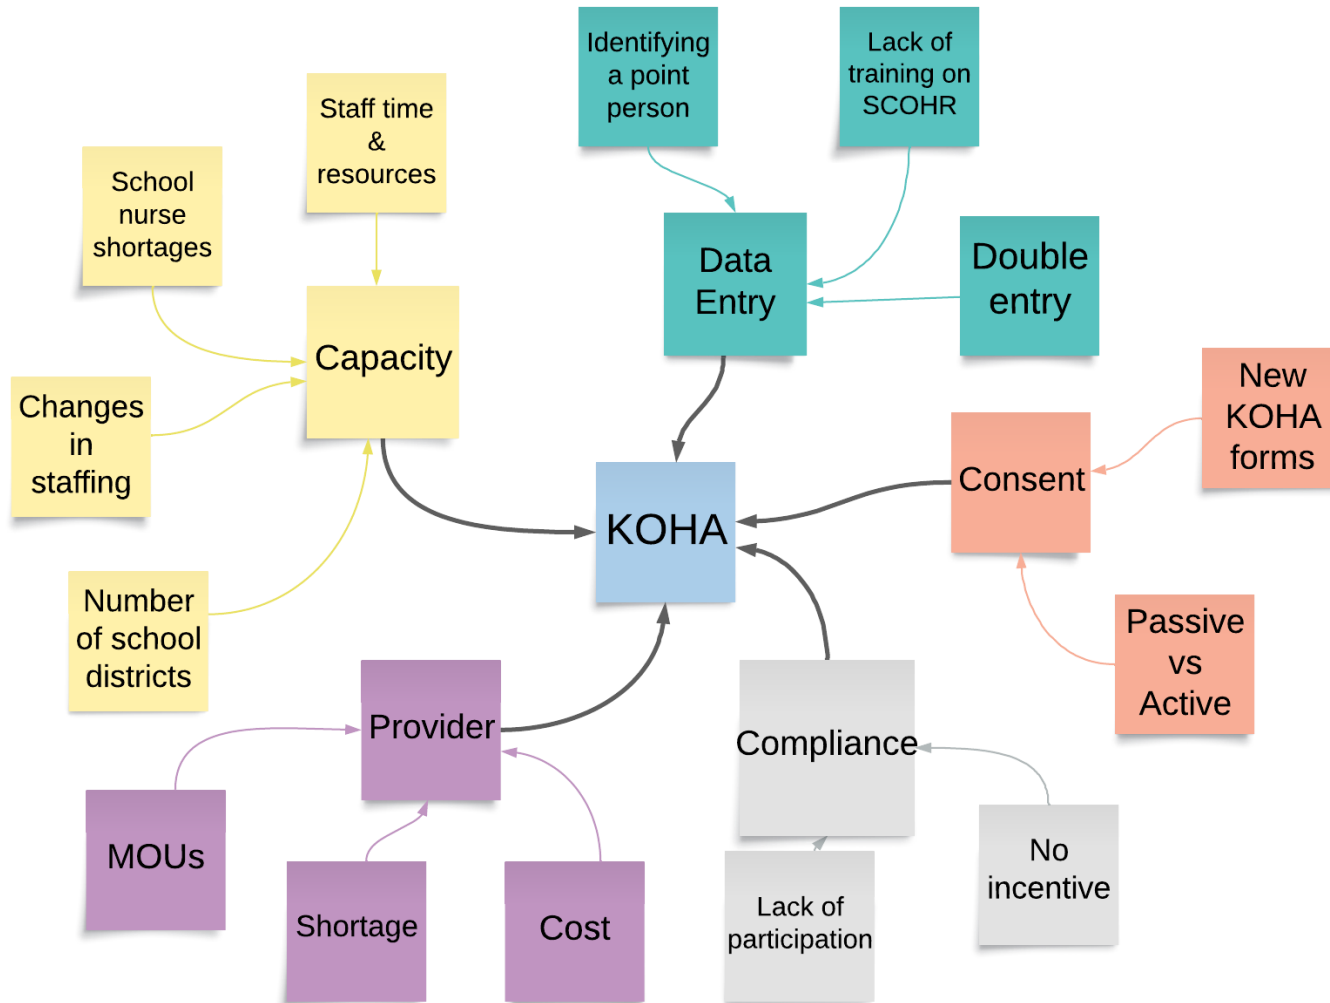 Identifying
a point
person
Lack of
training on
SCOHR
Staff time
&
resources
School
nurse
shortages
Data
Entry
Double
entry
Capacity
New
KOHA
forms
Changes
in
staffing
Consent
KOHA
Number
of school
districts
Passive
vs
Active
Provider
Compliance
MOUs
Shortage
Cost
Lack of
participation
No
incentive